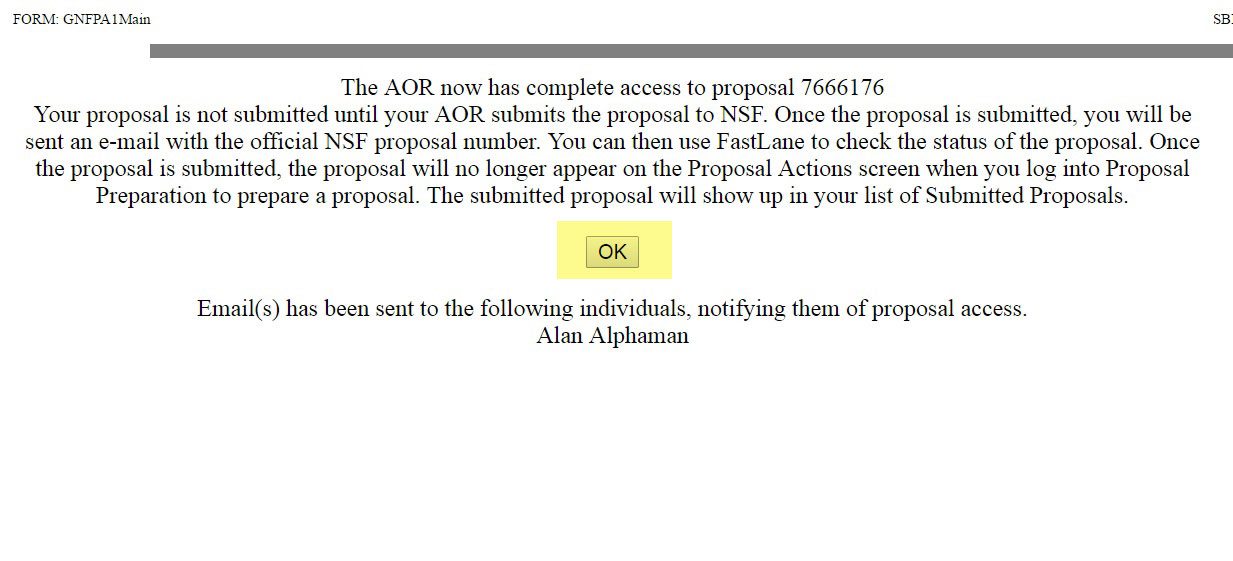 FORM: GNFPA1Main
SB
The AOR now has complete access to proposal 7666176
Your proposal is not submitted until your AOR submits the proposal to NSF. Once the proposal is submitted, you will be
sent an e-mail with the official NSF proposal number. You can then use FastLane to check the status of the proposal. Once
the proposal is submitted, the proposal will no longer appear on the Proposal Actions screen when you log into Proposal
Preparation to prepare a proposal. The submitted proposal will show up in your list of Submitted Proposals.
OK
Email(s) has been sent to the following individuals, notifying them of proposal access.
Alan Alphaman